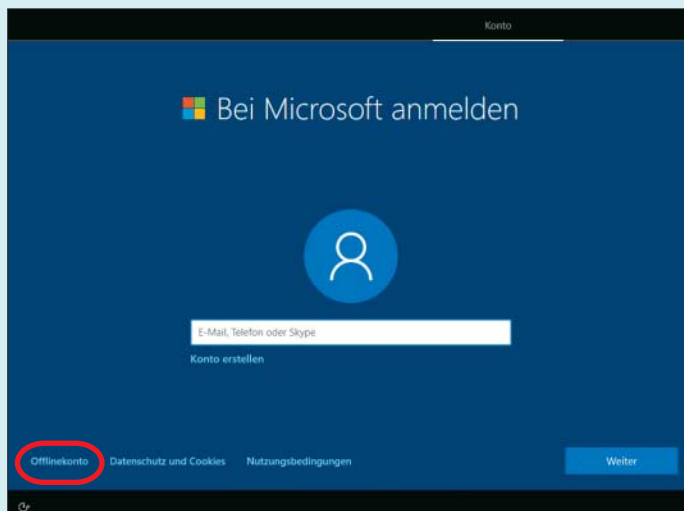 Konto
Bei Microsoft anmelden
E-Mail, Telefon oder Skype
Konto erstellen
Offlinekonto Datenschutz und Cookies Nutzungsbedingungen Weiter